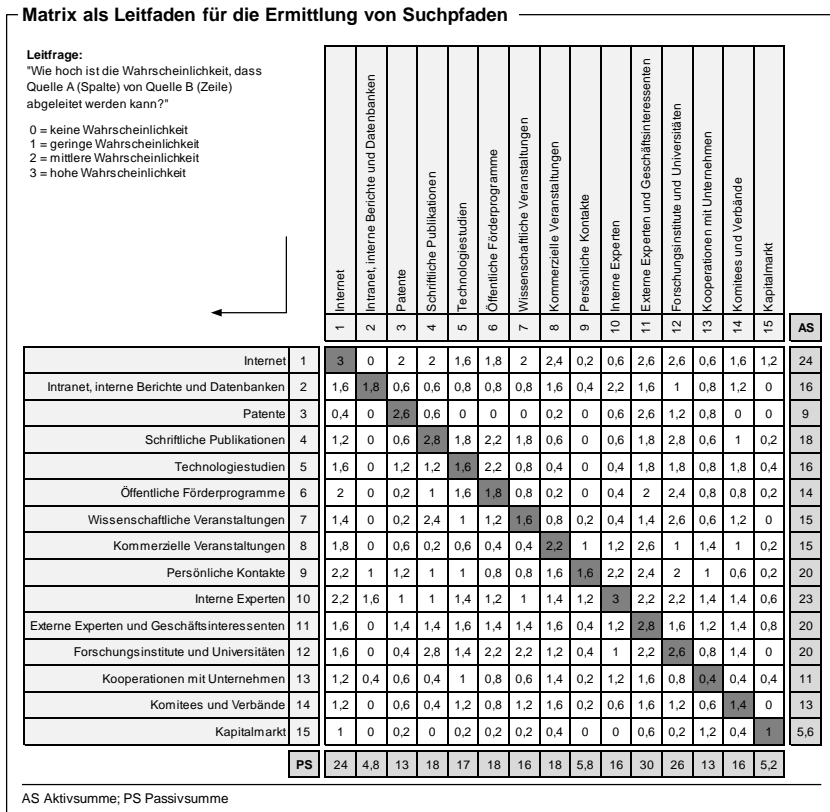 Matrix als Leitfaden für die Ermittlung von Suchpfaden
Leitfrage:
"Wie hoch ist die Wahrscheinlichkeit, dass
Quelle A (Spalte) von Quelle B (Zeile)
abgeleitet werden kann?"
0 = keine Wahrscheinlichkeit
1 = geringe Wahrscheinlichkeit
2 = mittlere Wahrscheinlichkeit
3 = hohe Wahrscheinlichkeit
Internet
Intranet, interne Berichte und Datenbanken
Patente
Schriftliche Publikationen
Technologiestudien
Öffentliche Förderprogramme
Wissenschaftliche Veranstaltungen
Kommerzielle Veranstaltungen
Persönliche Kontakte
Interne Experten
Externe Experten und Geschäftsinteressenten
Forschungsinstitute und Universitäten
Kooperationen mit Unternehmen
Komitees und Verbände
Kapitalmarkt
1 2 3 4 5 6 7 8 9 10 11 12 13 14 15 AS
Internet 1 3 0 2 2 1,6 1,8 2 2,4 0,2 0,6 2,6 2,6 0,6 1,6 1,2 24
Intranet, interne Berichte und Datenbanken 2 1,6 1,8 0,6 0,6 0,8 0,8 0,8 1,6 0,4 2,2 1,6 1 0,8 1,2 0 16
Patente 3 0,4 0 2,6 0,6 0 0 0 0,2 0 0,6 2,6 1,2 0,8 0 0 9
Schriftliche Publikationen 4 1,2 0 0,6 2,8 1,8 2,2 1,8 0,6 0 0,6 1,8 2,8 0,6 1 0,2 18
Technologiestudien 5 1,6 0 1,2 1,2 1,6 2,2 0,8 0,4 0 0,4 1,8 1,8 0,8 1,8 0,4 16
Öffentliche Förderprogramme 6 2 0 0,2 1 1,6 1,8 0,8 0,2 0 0,4 2 2,4 0,8 0,8 0,2 14
Wissenschaftliche Veranstaltungen 7 1,4 0 0,2 2,4 1 1,2 1,6 0,8 0,2 0,4 1,4 2,6 0,6 1,2 0 15
Kommerzielle Veranstaltungen 8 1,8 0 0,6 0,2 0,6 0,4 0,4 2,2 1 1,2 2,6 1 1,4 1 0,2 15
Persönliche Kontakte 9 2,2 1 1,2 1 1 0,8 0,8 1,6 1,6 2,2 2,4 2 1 0,6 0,2 20
Interne Experten 10 2,2 1,6 1 1 1,4 1,2 1 1,4 1,2 3 2,2 2,2 1,4 1,4 0,6 23
Externe Experten und Geschäftsinteressenten 11 1,6 0 1,4 1,4 1,6 1,4 1,4 1,6 0,4 1,2 2,8 1,6 1,2 1,4 0,8 20
Forschungsinstitute und Universitäten 12 1,6 0 0,4 2,8 1,4 2,2 2,2 1,2 0,4 1 2,2 2,6 0,8 1,4 0 20
Kooperationen mit Unternehmen 13 1,2 0,4 0,6 0,4 1 0,8 0,6 1,4 0,2 1,2 1,6 0,8 0,4 0,4 0,4 11
Komitees und Verbände 14 1,2 0 0,6 0,4 1,2 0,8 1,2 1,6 0,2 0,6 1,6 1,2 0,6 1,4 0 13
Kapitalmarkt 15 1 0 0,2 0 0,2 0,2 0,2 0,4 0 0 0,6 0,2 1,2 0,4 1 5,6
PS 24 4,8 13 18 17 18 16 18 5,8 16 30 26 13 16 5,2
AS Aktivsumme; PS Passivsumme